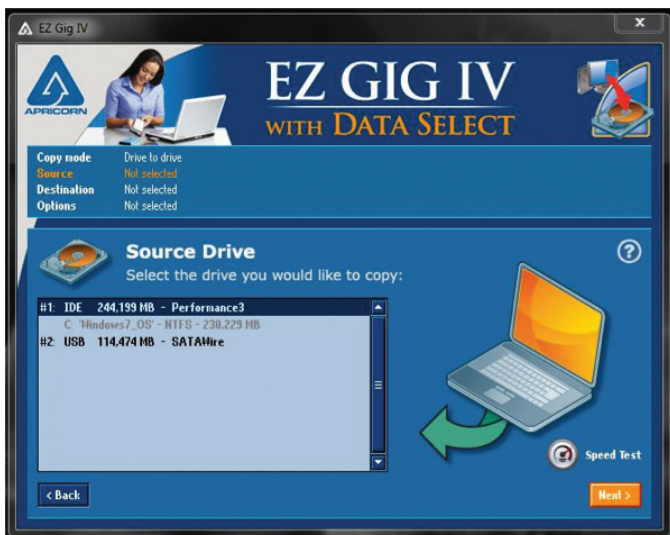 EZ Gig IV
x
APRICORN
EZ GIG IV
WITH DATA SELECT
Copy mode Drive to drive
Source Not selected
Destination Not selected
Options Not selected
Source Drive
Select the drive you would like to copy:
?
#1: IDE 244,199 MB - Performance3
C: 'Windows7_OS' - NTFS - 230,229 MB
#2: USB 114,474 MB - SATAWire
Speed Test
< Back
Next >